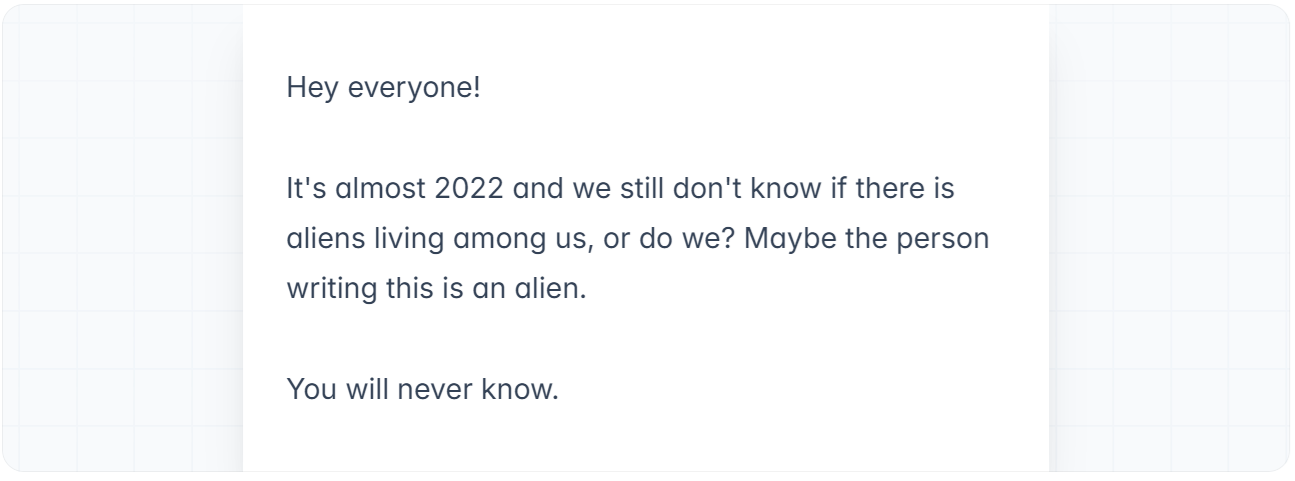 Hey everyone!
It's almost 2022 and we still don't know if there is
aliens living among us, or do we? Maybe the person
writing this is an alien.
You will never know.